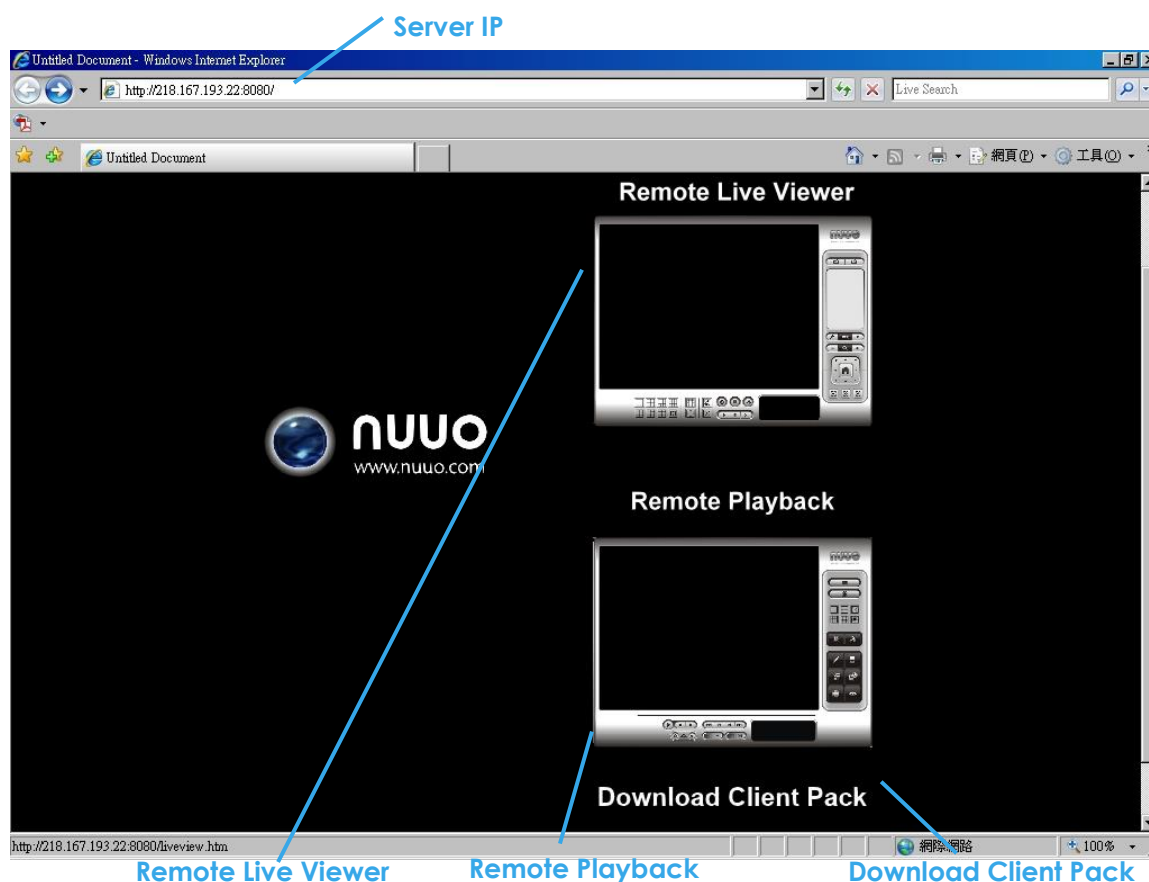 Server IP
Untitled Document - Windows Internet Explorer
http://218.167.193.22:8080/
Live Search
Untitled Document
網頁(P)
工具(O)
Remote Live Viewer
nuuo
nuuo
www.nuuo.com
Remote Playback
nuuo
Download Client Pack
http://218.167.193.22:8080/liveview.htm
網際網路
100%
Remote Live Viewer
Remote Playback
Download Client Pack